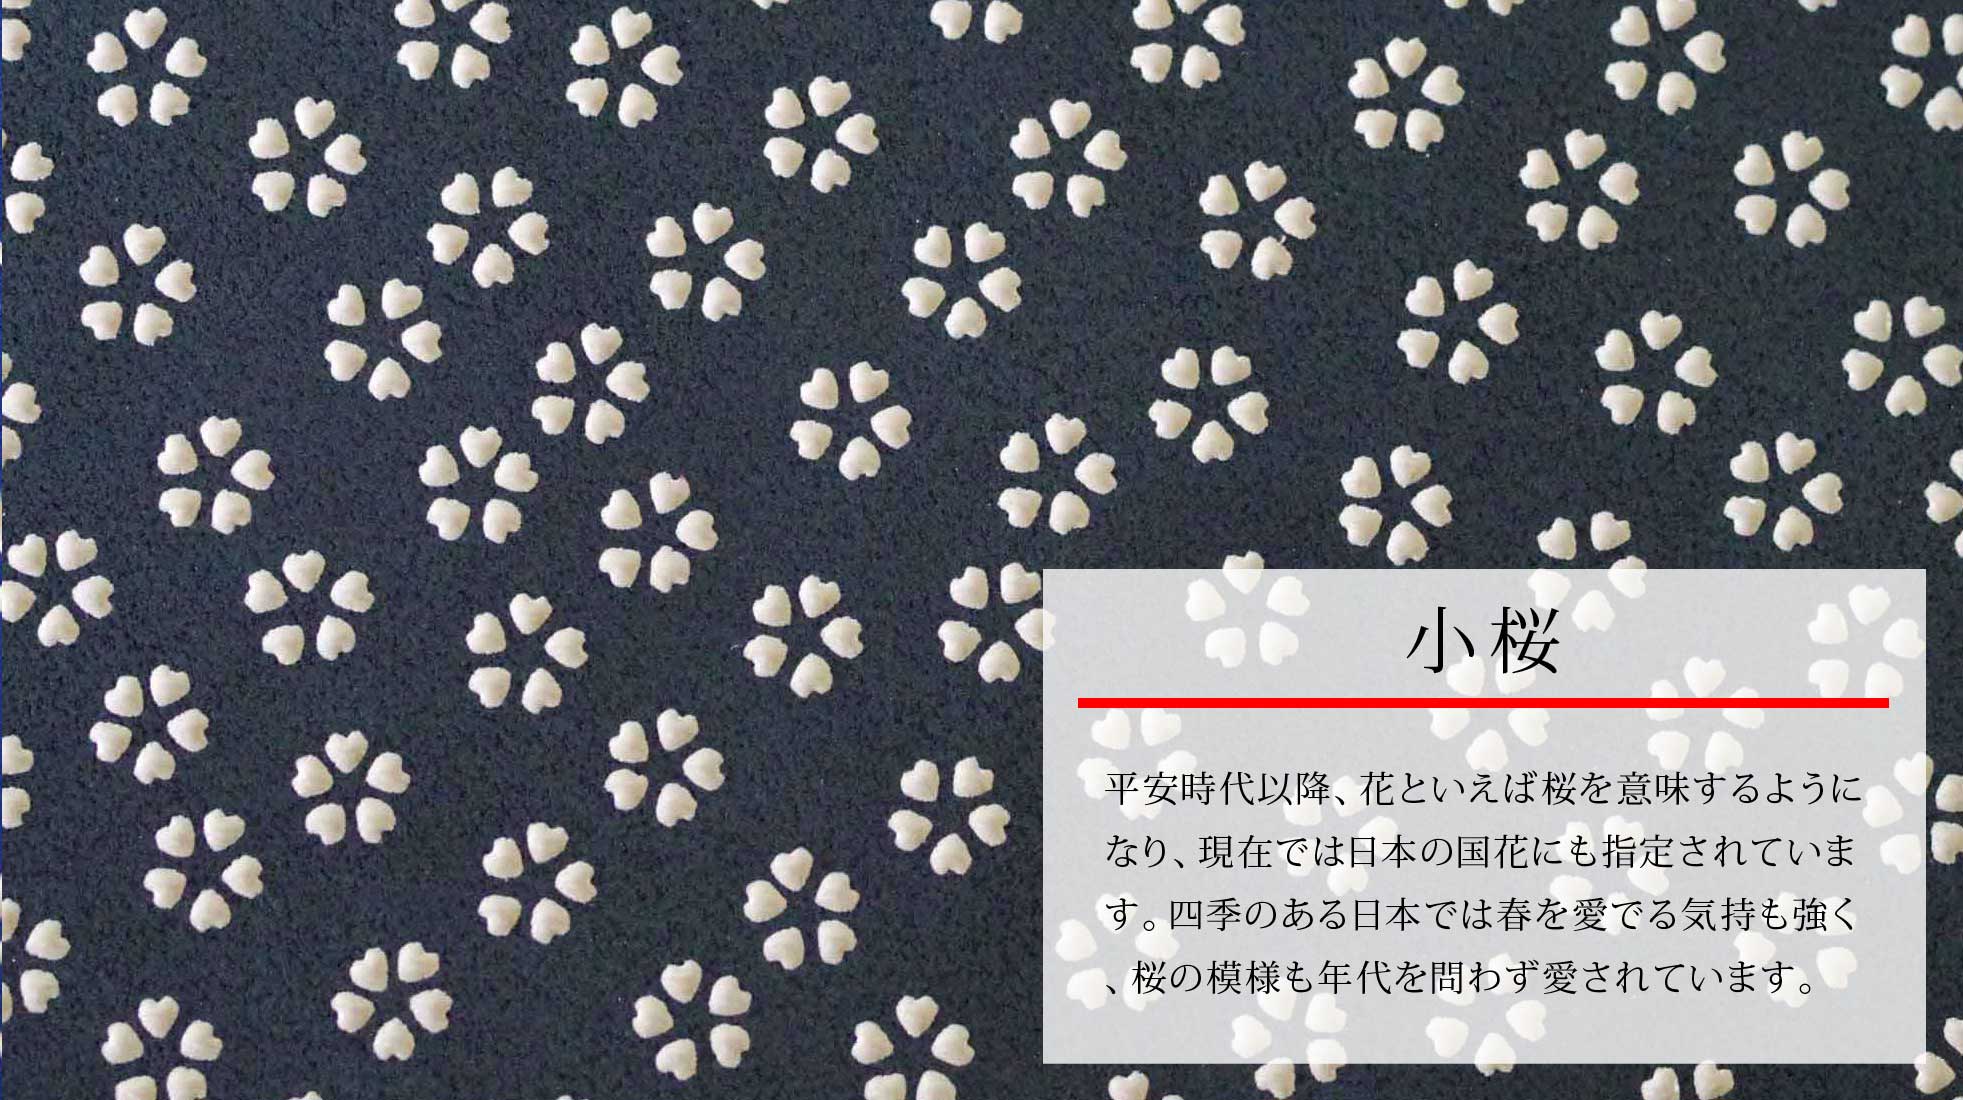 小桜
平安時代以降、花といえば桜を意味するように
なり、現在では日本の国花にも指定されていま
す。四季のある日本では春を愛でる気持も強く
、桜の模様も年代を問わず愛されています。